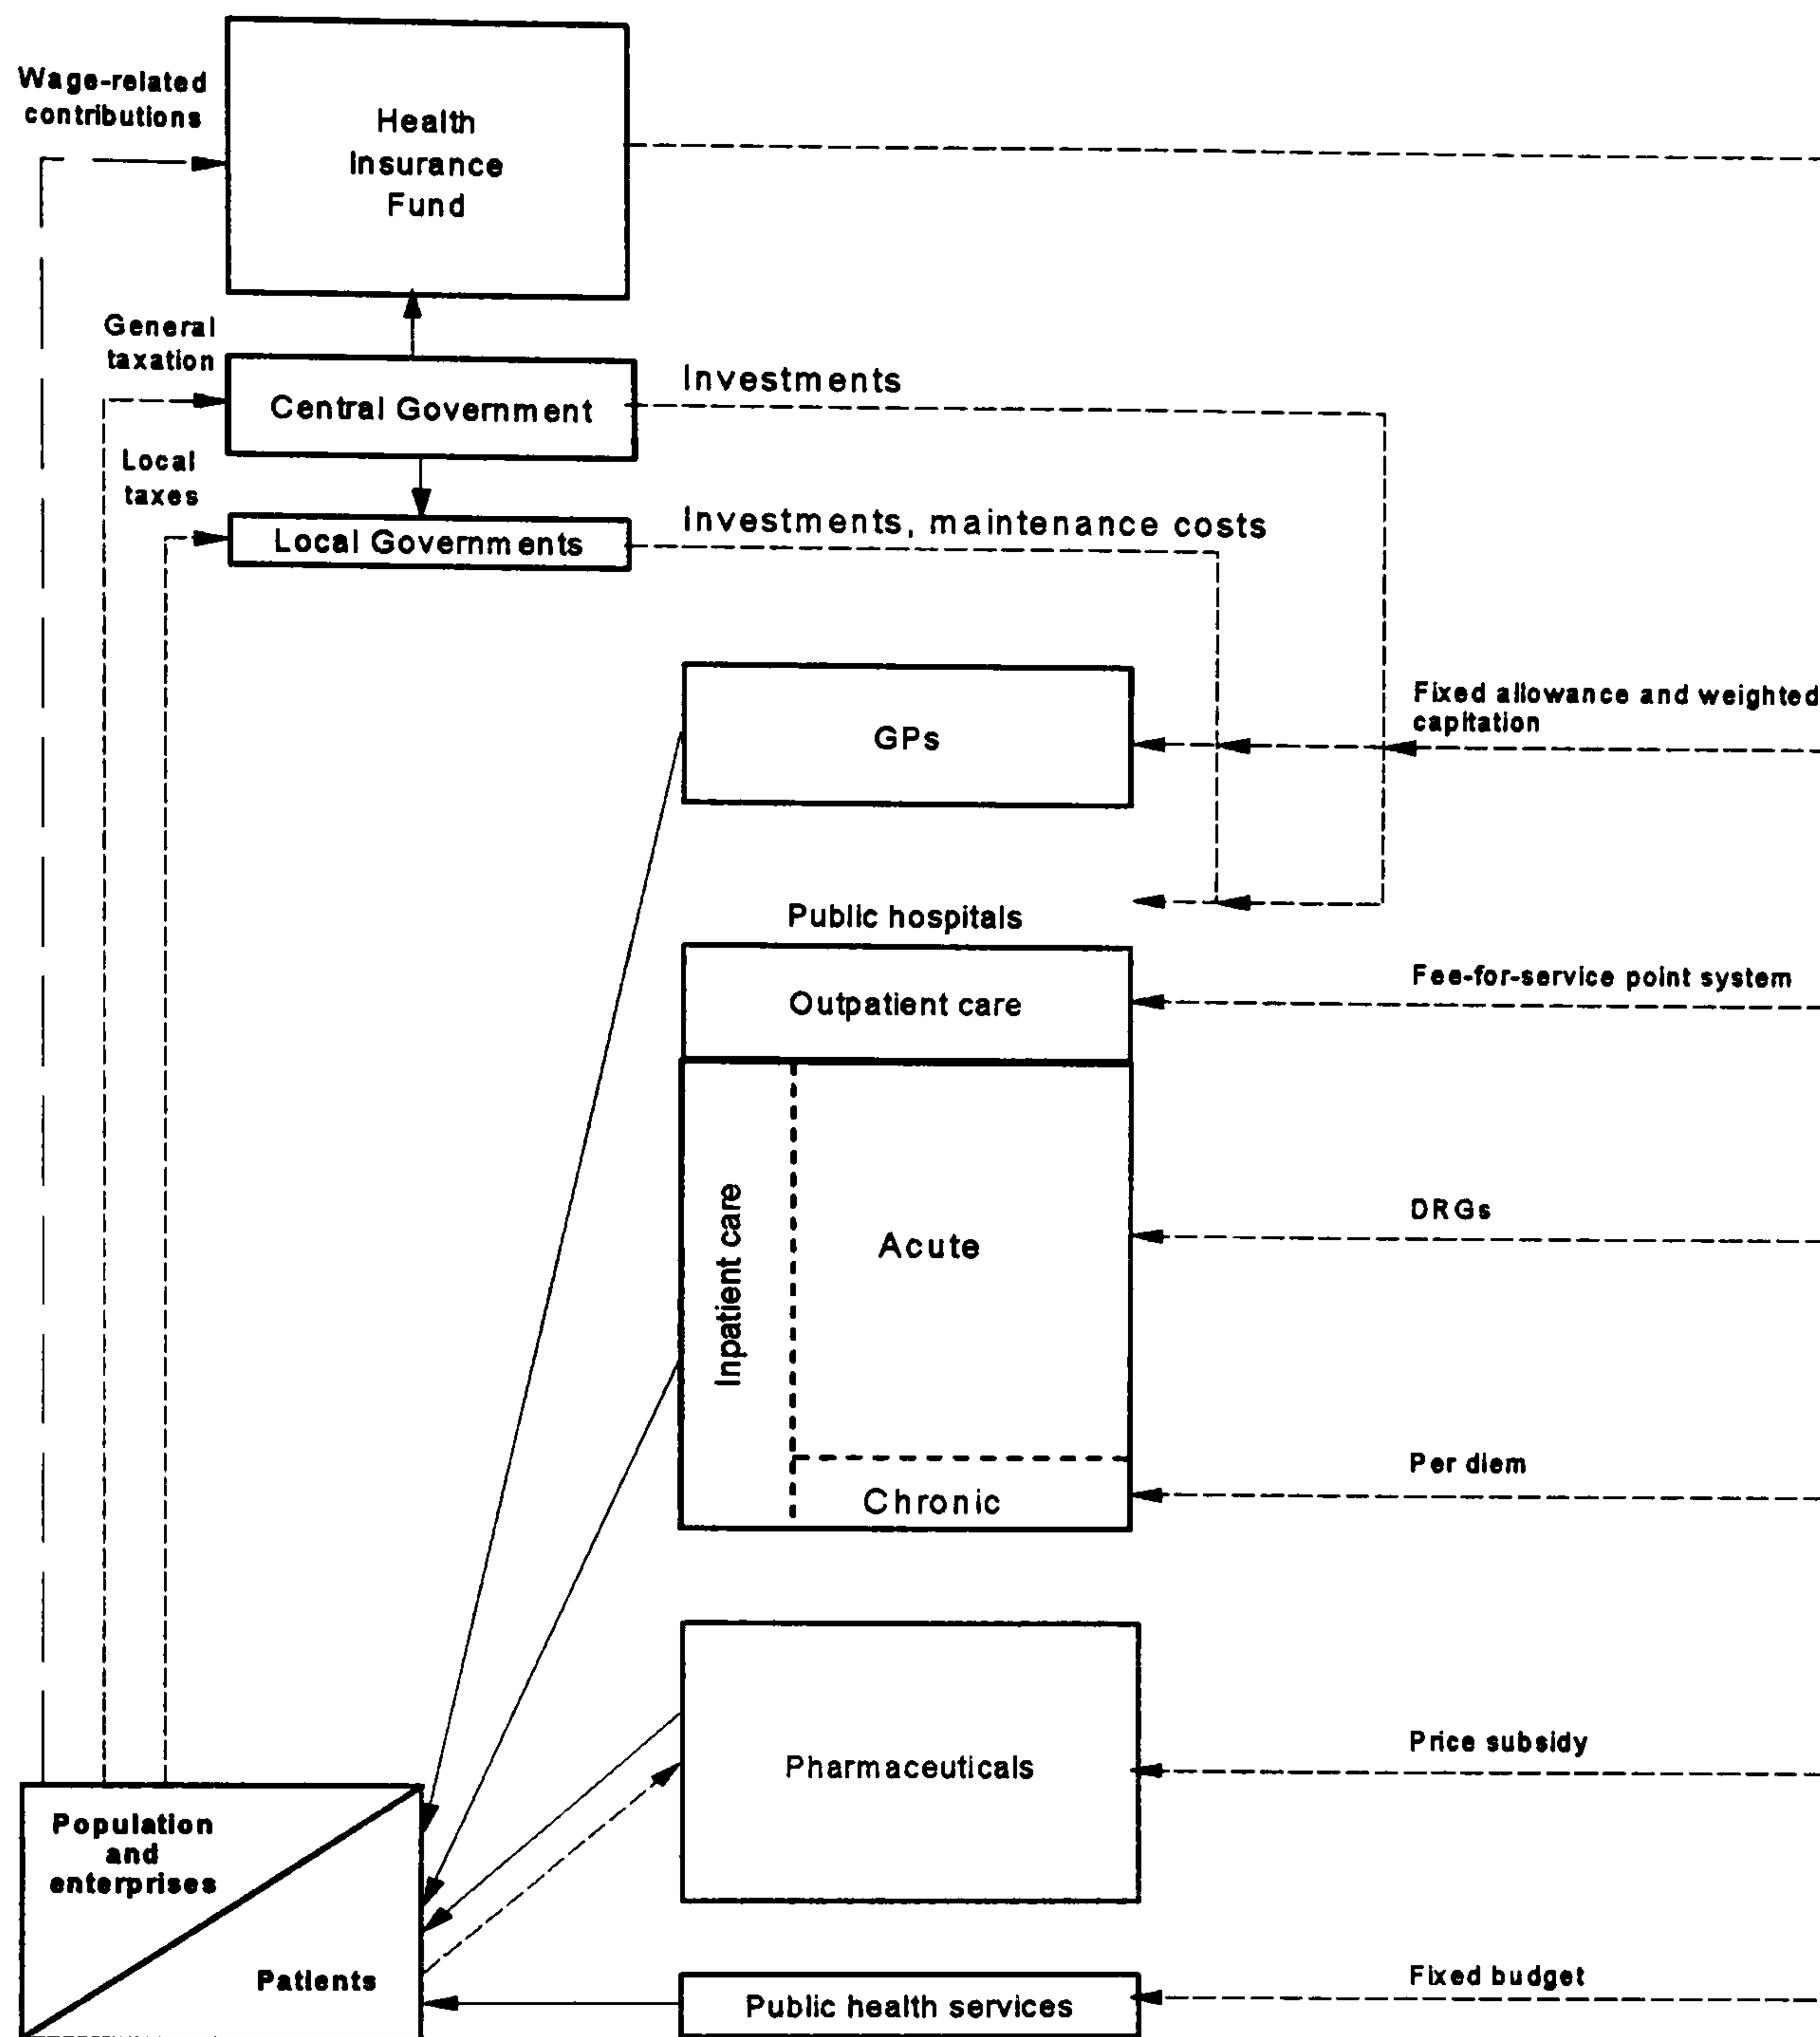 Wage-related
contributions
Health
Insurance
Fund
General
taxation
Central Government
Investments
Local
taxes
Local Governments
Investments, maintenance costs
GPs
Fixed allowance and weighted
capitation
Public hospitals
Outpatient care
Fee-for-service point system
Inpatient care
Acute
DRGs
Chronic
Per diem
Pharmaceuticals
Price subsidy
Population
and
enterprises
Patients
Public health services
Fixed budget